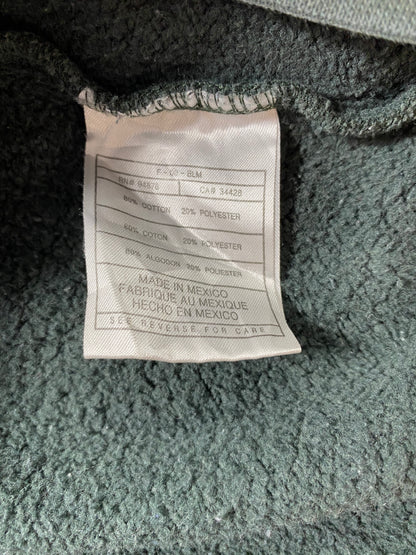 RN# 94878 CA# 34428
80% COTTON 20% POLYESTER
80% COTON 20% POLYESTER
80% ALGODON 20% POLIESTER
MADE IN MEXICO
FABRIQUE AU MEXIQUE
HECHO EN MEXICO
SEE REVERSE FOR CARE